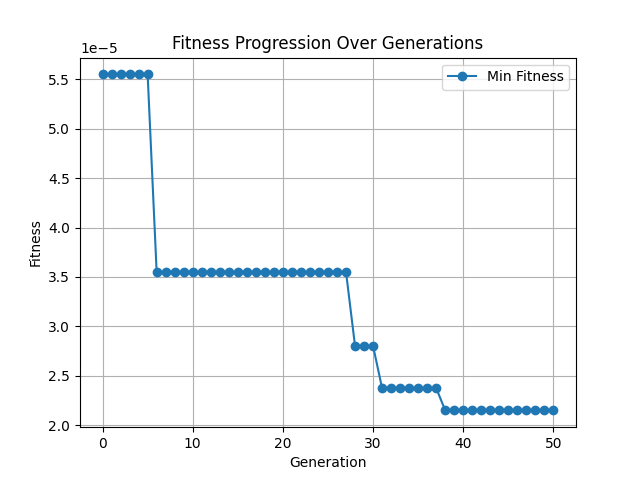 Fitness Progression Over Generations
1e−5
Min Fitness
5.5
5.0
4.5
4.0
3.5
3.0
2.5
2.0
Fitness
0 10 20 30 40 50
Generation